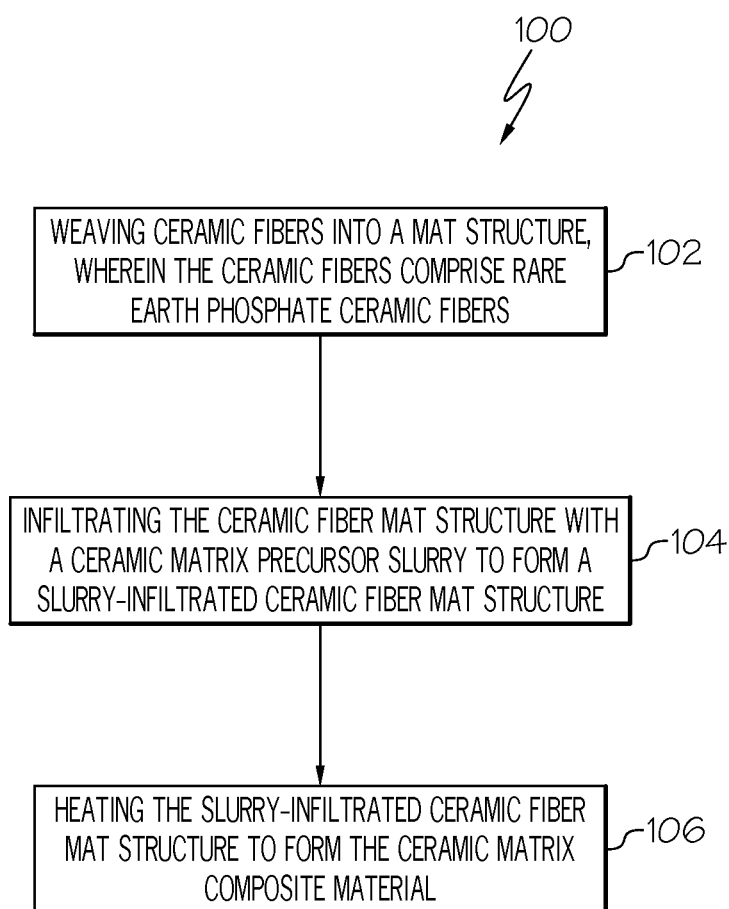 100
WEAVING CERAMIC FIBERS INTO A MAT STRUCTURE,
WHEREIN THE CERAMIC FIBERS COMPRISE RARE
EARTH PHOSPHATE CERAMIC FIBERS
102
INFILTRATING THE CERAMIC FIBER MAT STRUCTURE WITH
A CERAMIC MATRIX PRECURSOR SLURRY TO FORM A
SLURRY-INFILTRATED CERAMIC FIBER MAT STRUCTURE
104
HEATING THE SLURRY-INFILTRATED CERAMIC FIBER
MAT STRUCTURE TO FORM THE CERAMIC MATRIX
COMPOSITE MATERIAL
106